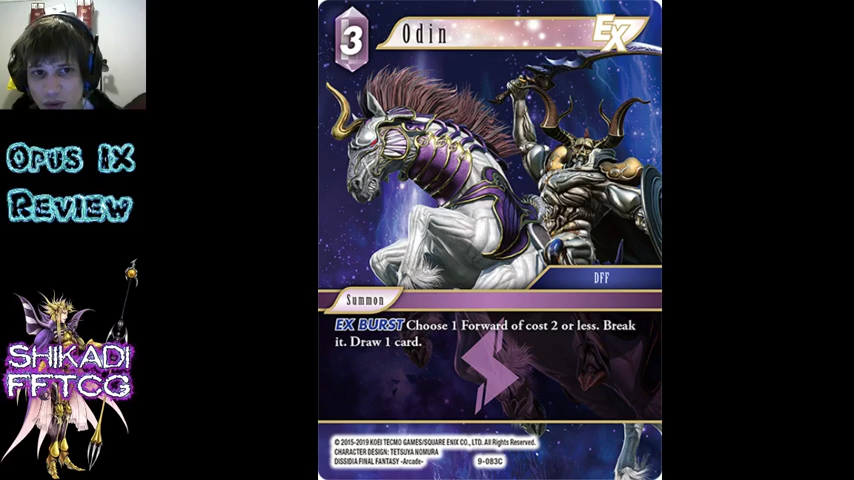 Opus IX
Review
SHIKADI
FFTCG
3
Odin
EX
DFF
Summon
EX BURST Choose 1 Forward of cost 2 or less. Break
it. Draw 1 card.
© 2015-2019 KOEI TECMO GAMES/SQUARE ENIX CO., LTD. All Rights Reserved.
CHARACTER DESIGN: TETSUYA NOMURA
DISSIDIA FINAL FANTASY -Arcade-
9-083C